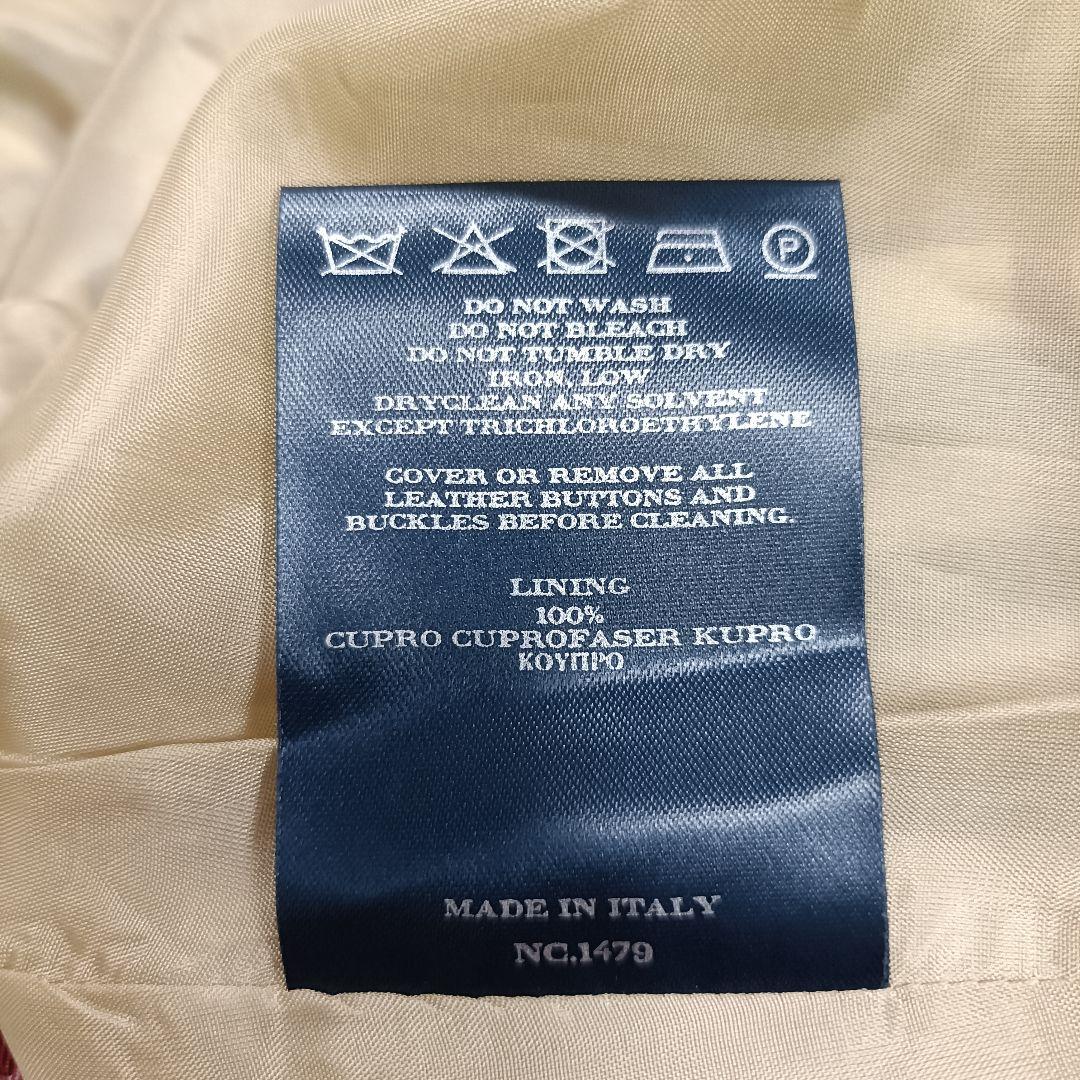 P
DO NOT WASH
DO NOT BLEACH
DO NOT TUMBLE DRY
IRON, LOW
DRYCLEAN ANY SOLVENT
EXCEPT TRICHLOROETHYLENE
COVER OR REMOVE ALL
LEATHER BUTTONS AND
BUCKLES BEFORE CLEANING.
LINING
100%
CUPRO CUPROFASER KUPRO
ΚΟΥΠΡΟ
MADE IN ITALY
NC.1479